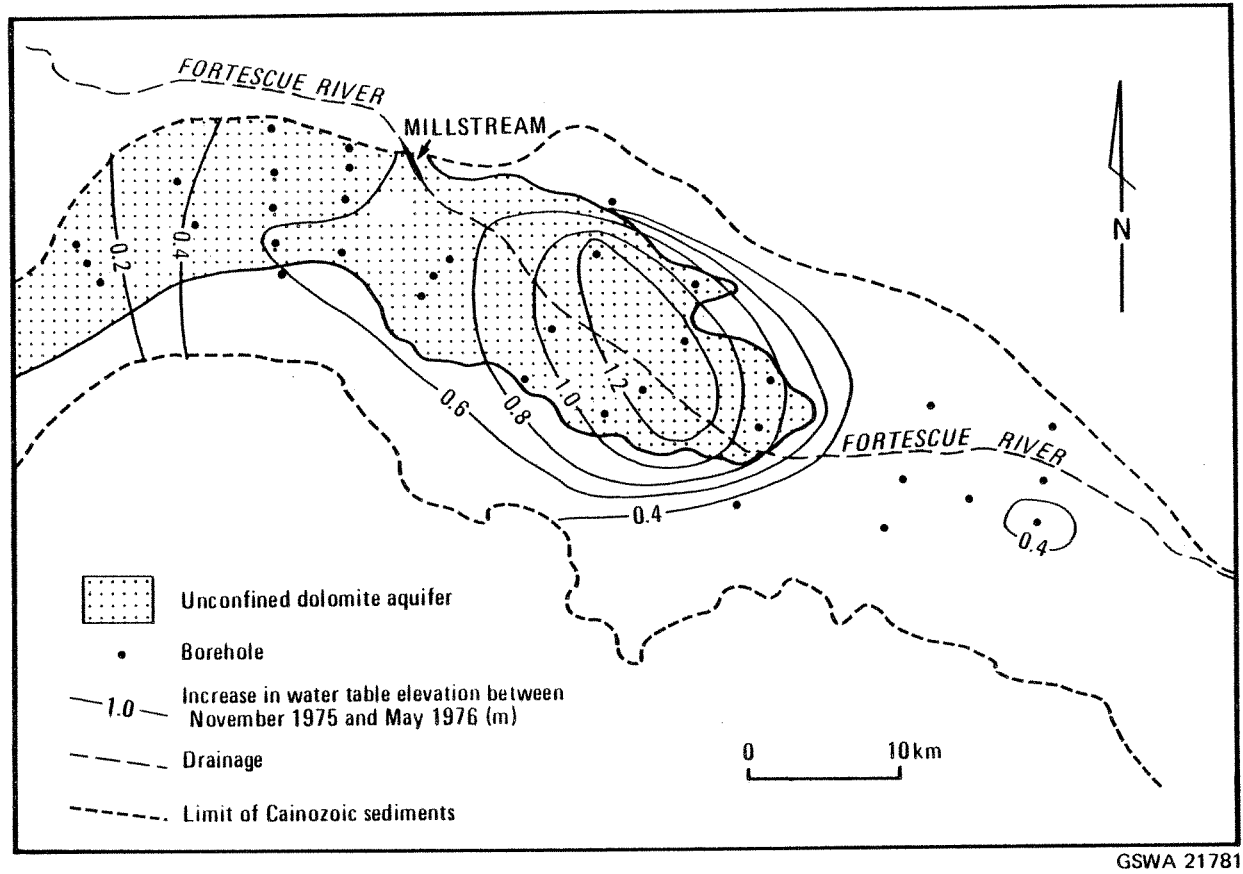 FORTESCUE RIVER
MILLSTREAM
N
0.2
0.4
0.6
0.8
1.0
1.2
FORTESCUE RIVER
0.4
0.4
Unconfined dolomite aquifer
Borehole
1.0
Increase in water table elevation between
November 1975 and May 1976 (m)
Drainage
0 10km
Limit of Cainozoic sediments
GSWA 21781